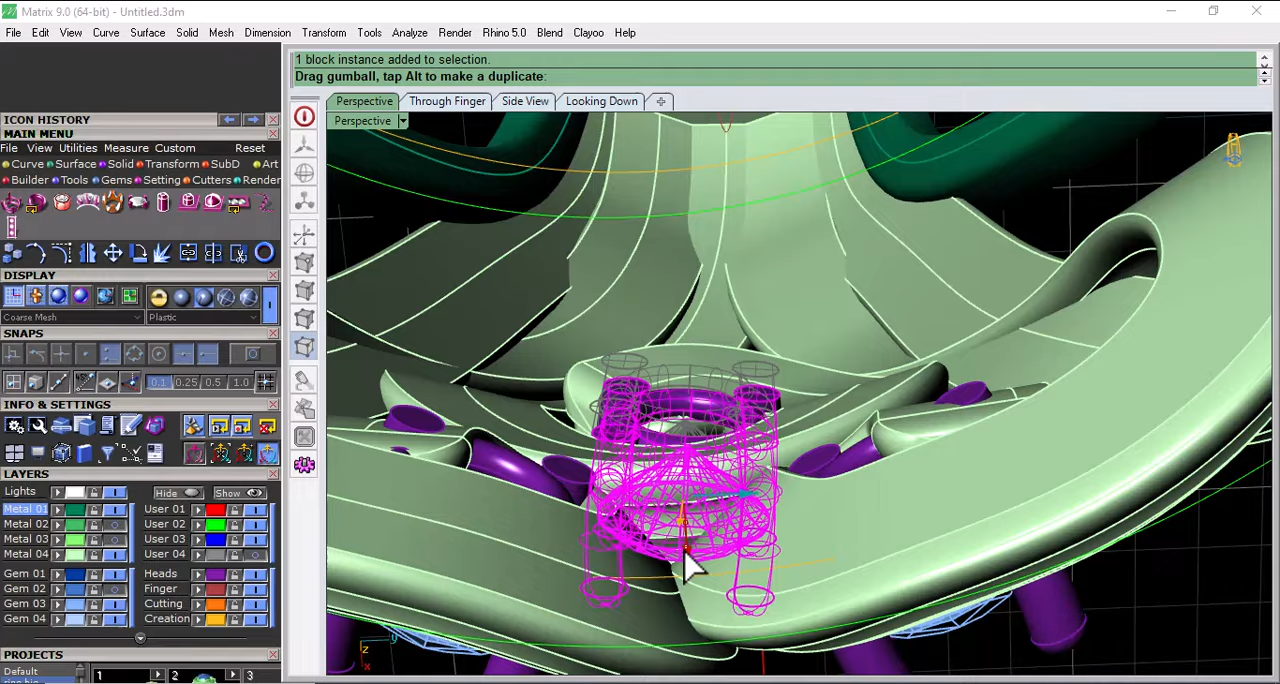 Matrix 9.0 (64-bit) - Untitled.3dm
File Edit View Curve Surface Solid Mesh Dimension Transform Tools Analyze Render Rhino 5.0 Blend Clayoo Help
1 block instance added to selection.
Drag gumball, tap Alt to make a duplicate:
Perspective Through Finger Side View Looking Down
Perspective
ICON HISTORY
MAIN MENU
File View Utilities Measure Custom Reset
Curve Surface Solid Transform SubD Art
Builder Tools Gems Setting Cutters Render
DISPLAY
Coarse Mesh Plastic
SNAPS
0.1 0.25 0.5 1.0
INFO & SETTINGS
LAYERS
Lights Hide Show
Metal 01 User 01
Metal 02 User 02
Metal 03 User 03
Metal 04 User 04
Gem 01 Heads
Gem 02 Finger
Gem 03 Cutting
Gem 04 Creation
PROJECTS
Default
1 2 3
z
x